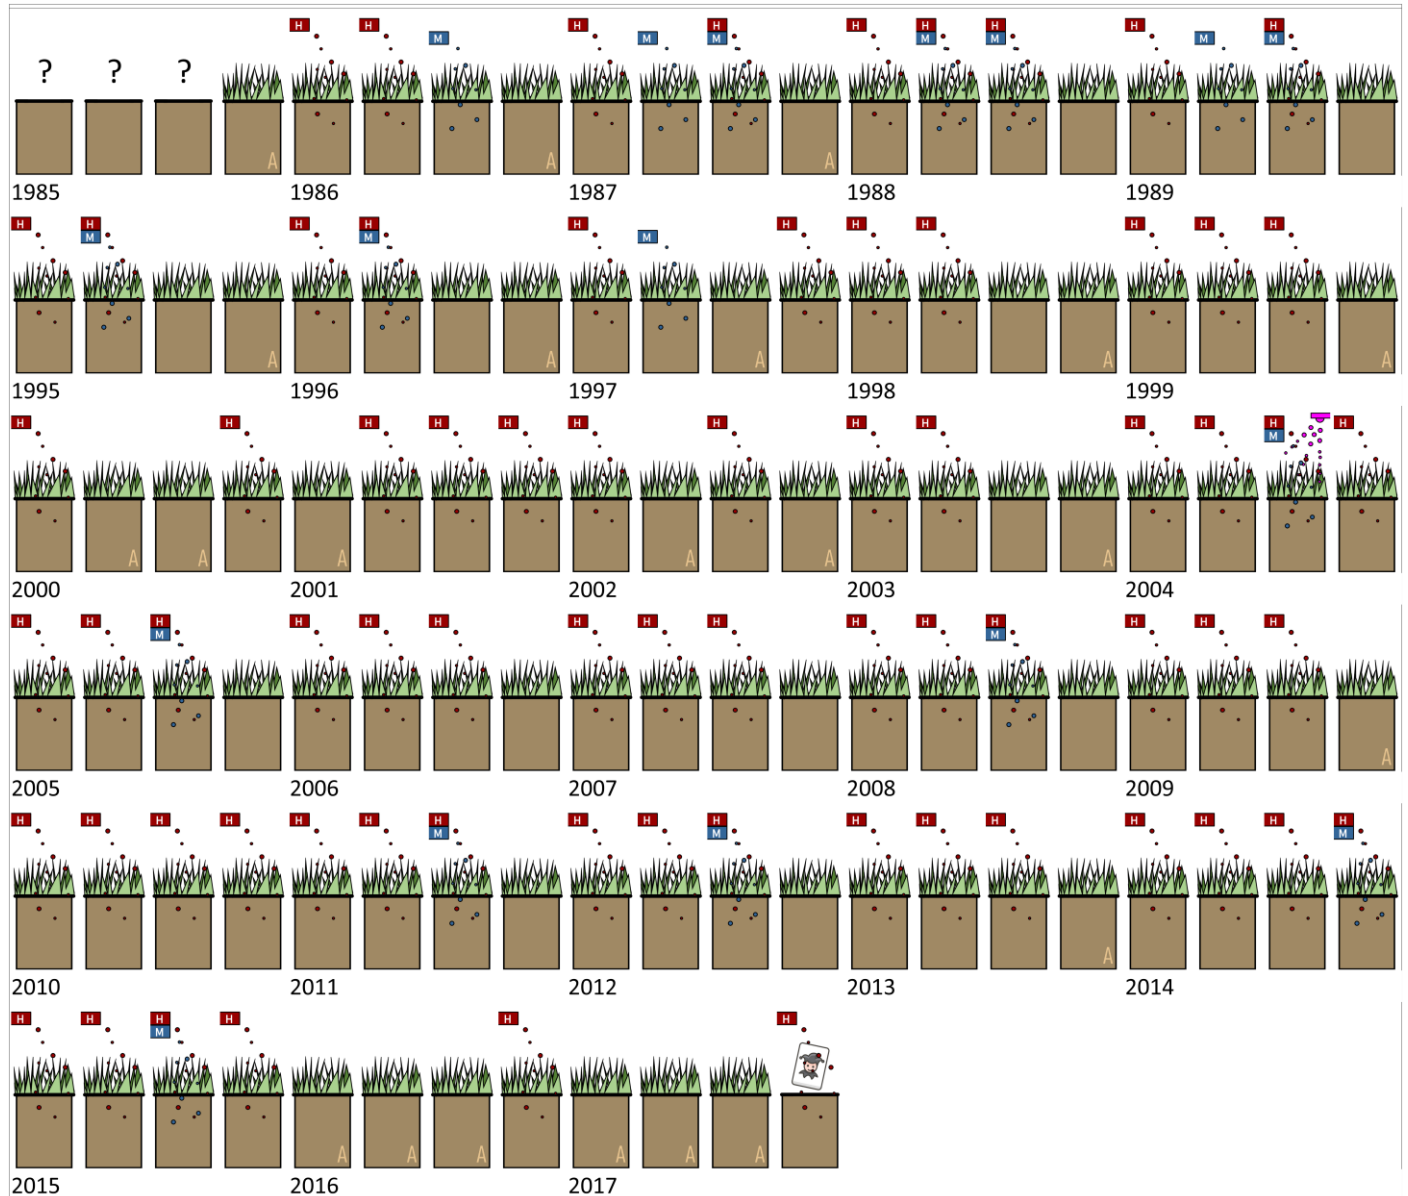 H H H H H H H H H
M M M M M M M
? ? ?
A A A
1985 1986 1987 1988 1989
H H H H H H H H H H H
M M M
A A A A A
1995 1996 1997 1998 1999
H H H H H H H H H H H H H
M
A A A A A A
2000 2001 2002 2003 2004
H H H H H H H H H H H H H H H
M M
A
2005 2006 2007 2008 2009
H H H H H H H H H H H H H H H H H
M M M
A
2010 2011 2012 2013 2014
H H H H H H
M
A A A A A A
2015 2016 2017